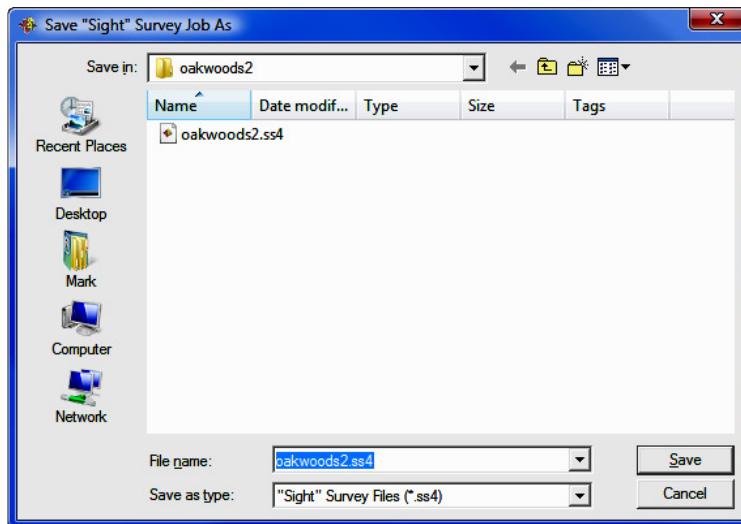 Save "Sight" Survey Job As
Save in: oakwoods2
Name Date modif... Type Size Tags
oakwoods2.ss4
Recent Places
Desktop
Mark
Computer
Network
File name: oakwoods2.ss4 Save
Save as type: "Sight" Survey Files (*.ss4) Cancel